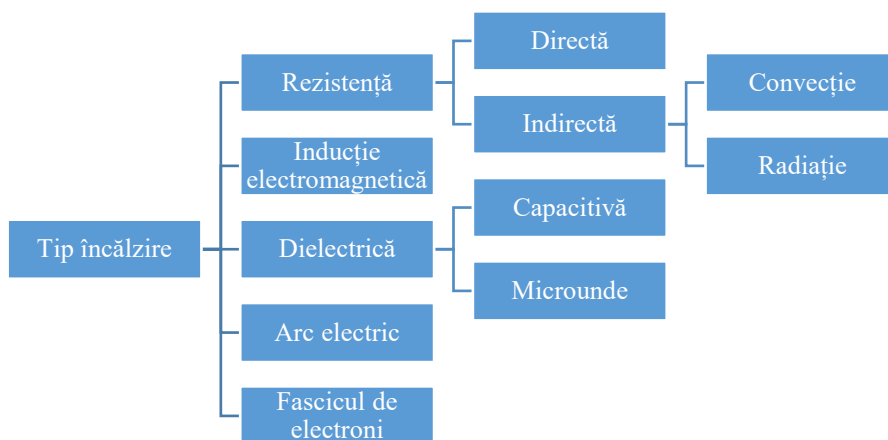 Tip încălzire
Rezistență
Directă
Indirectă
Convecție
Radiație
Inducție
electromagnetică
Dielectrică
Capacitivă
Microunde
Arc electric
Fascicul de
electroni